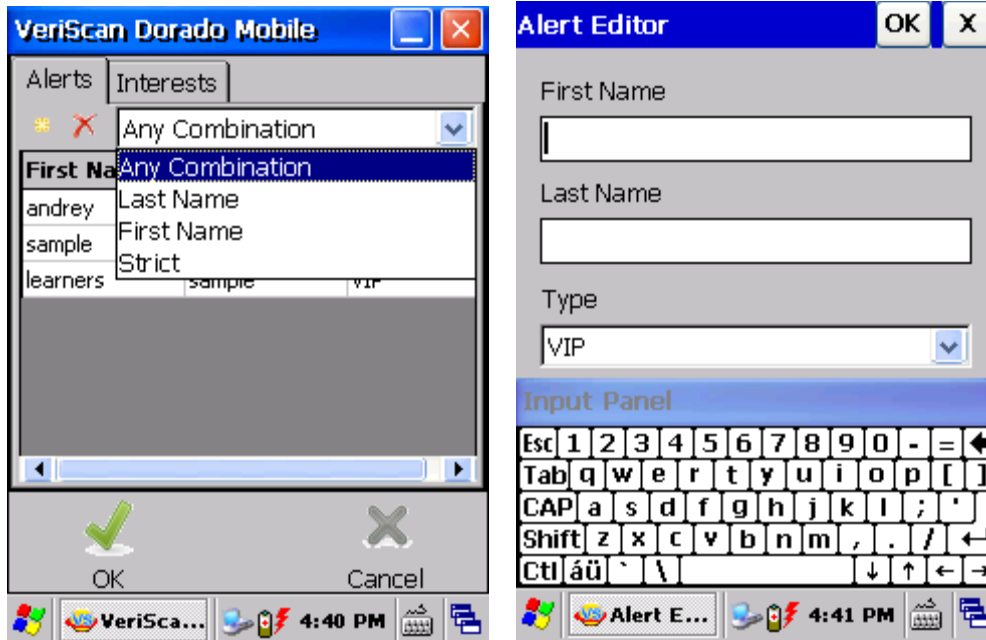 VeriScan Dorado Mobile
Alerts Interests
Any Combination
First Na
Any Combination
Last Name
First Name
Strict
andrey
sample
learners sample VIP
OK Cancel
VeriSca... 4:40 PM
Alert Editor OK X
First Name
Last Name
Type
VIP
Input Panel
Esc 1 2 3 4 5 6 7 8 9 0 - =
Tab q w e r t y u i o p [ ]
CAP a s d f g h j k l ; '
Shift z x c v b n m , . /
Ctl áü ` \ ↓ ↑ ← →
VS Alert E... 4:41 PM